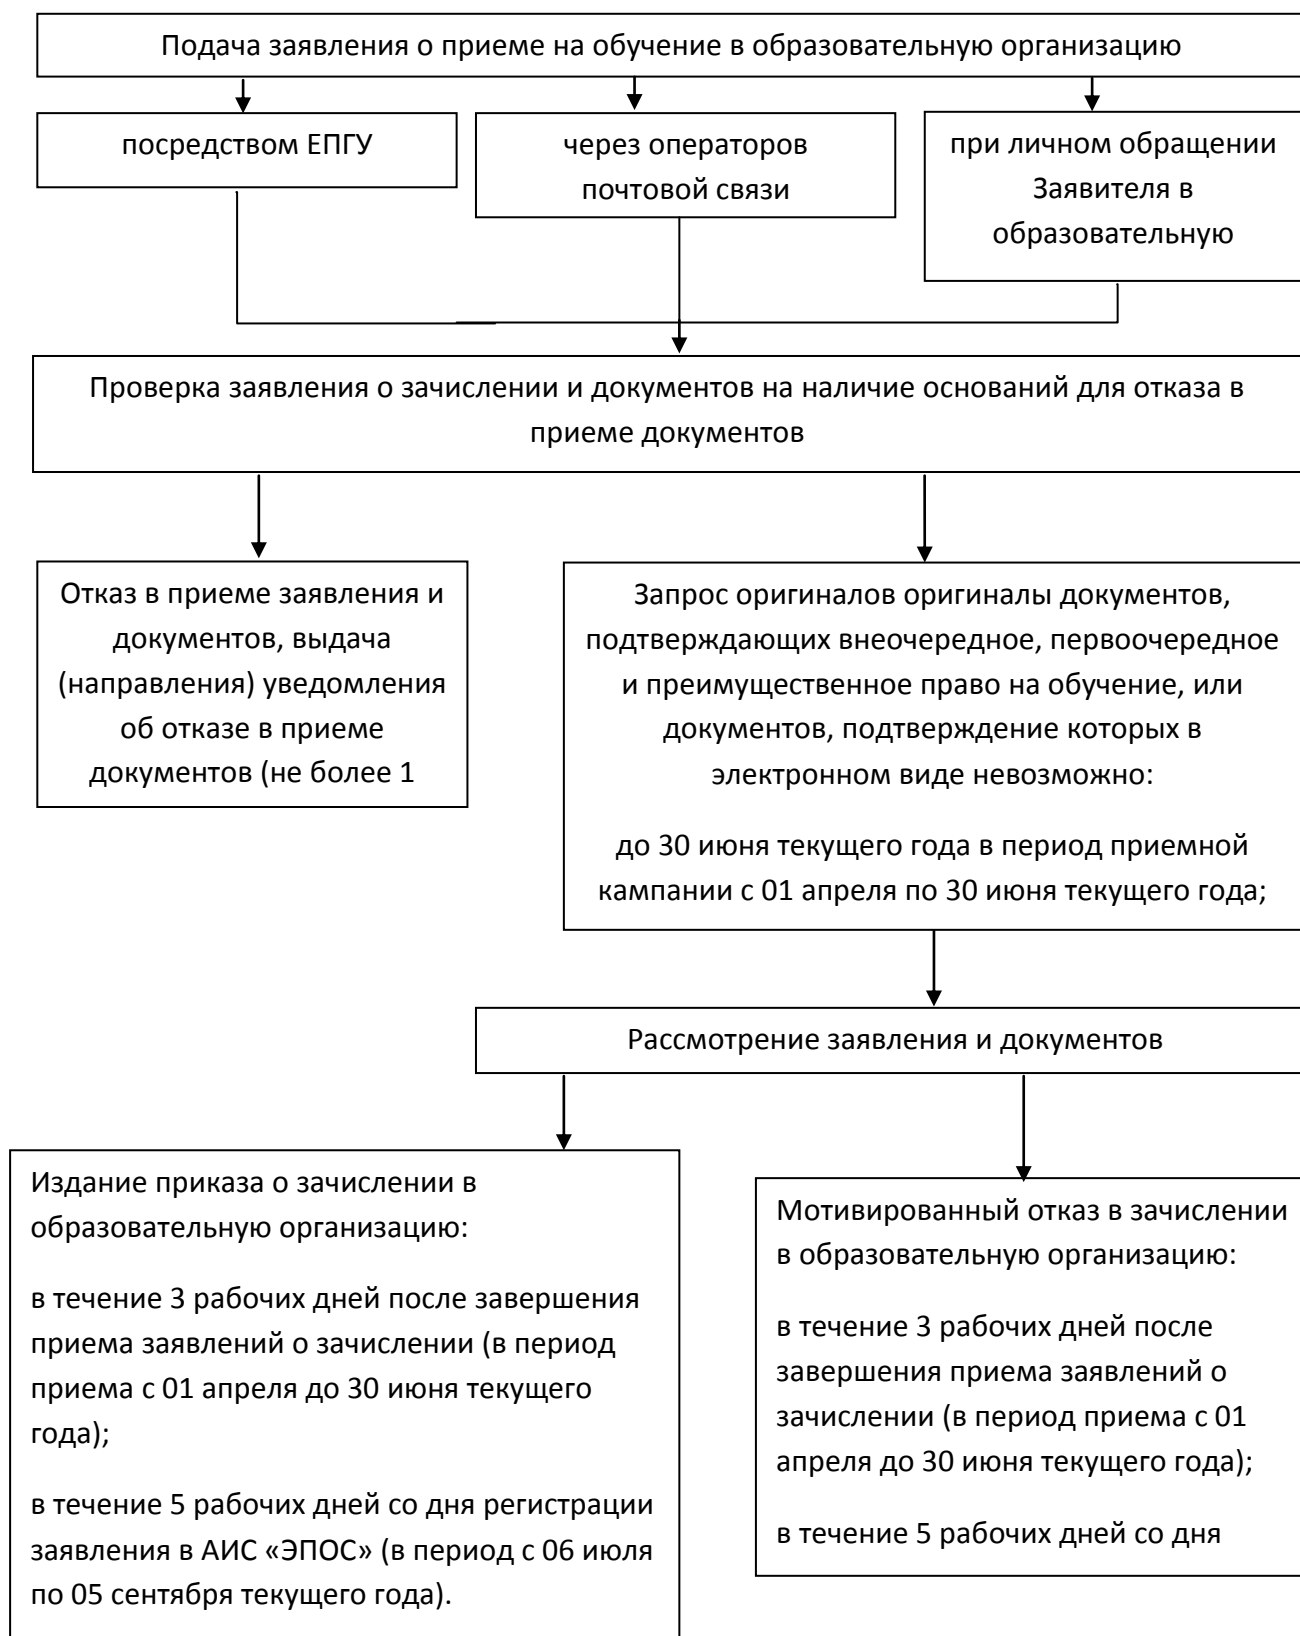 Подача заявления о приеме на обучение в образовательную организацию
посредством ЕПГУ
через операторов
почтовой связи
при личном обращении
Заявителя в
образовательную
Проверка заявления о зачислении и документов на наличие оснований для отказа в
приеме документов
Отказ в приеме заявления и
документов, выдача
(направления) уведомления
об отказе в приеме
документов (не более 1
Запрос оригиналов оригиналы документов,
подтверждающих внеочередное, первоочередное
и преимущественное право на обучение, или
документов, подтверждение которых в
электронном виде невозможно:
до 30 июня текущего года в период приемной
кампании с 01 апреля по 30 июня текущего года;
Рассмотрение заявления и документов
Издание приказа о зачислении в
образовательную организацию:
в течение 3 рабочих дней после завершения
приема заявлений о зачислении (в период
приема с 01 апреля до 30 июня текущего
года);
в течение 5 рабочих дней со дня регистрации
заявления в АИС «ЭПОС» (в период с 06 июля
по 05 сентября текущего года).
Мотивированный отказ в зачислении
в образовательную организацию:
в течение 3 рабочих дней после
завершения приема заявлений о
зачислении (в период приема с 01
апреля до 30 июня текущего года);
в течение 5 рабочих дней со дня